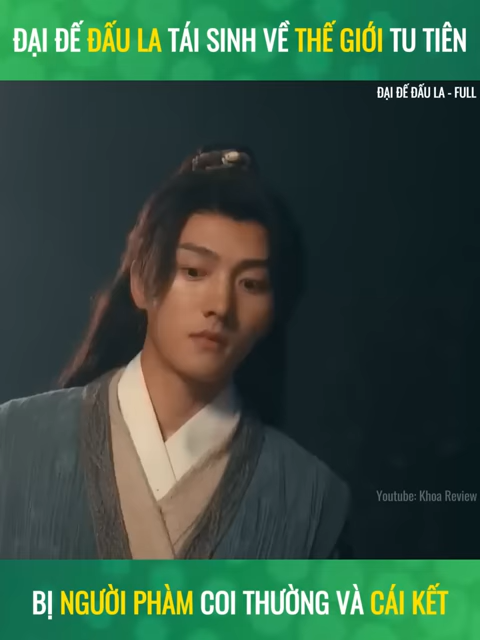 ĐẠI ĐẾ ĐẤU LA TÁI SINH VỀ THẾ GIỚI TU TIÊN
ĐẠI ĐẾ ĐẤU LA - FULL
Youtube: Khoa Review
BỊ NGƯỜI PHÀM COI THƯỜNG VÀ CÁI KẾT